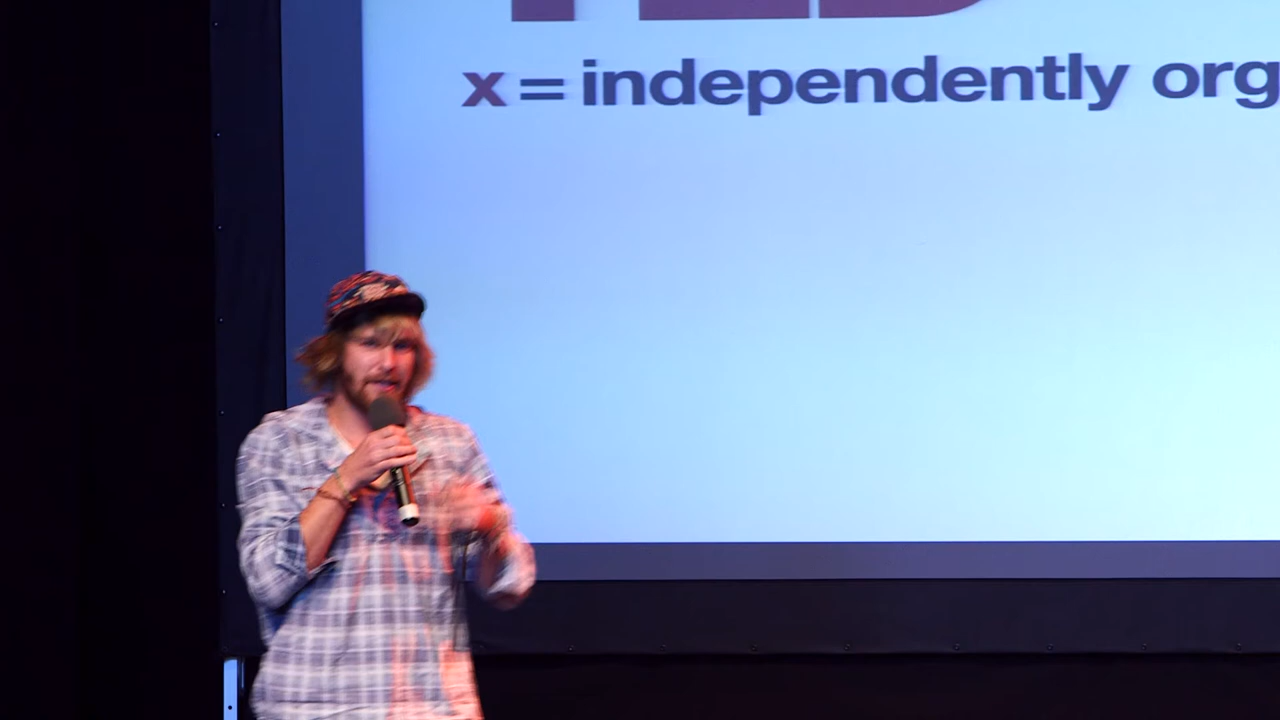 x = independently org